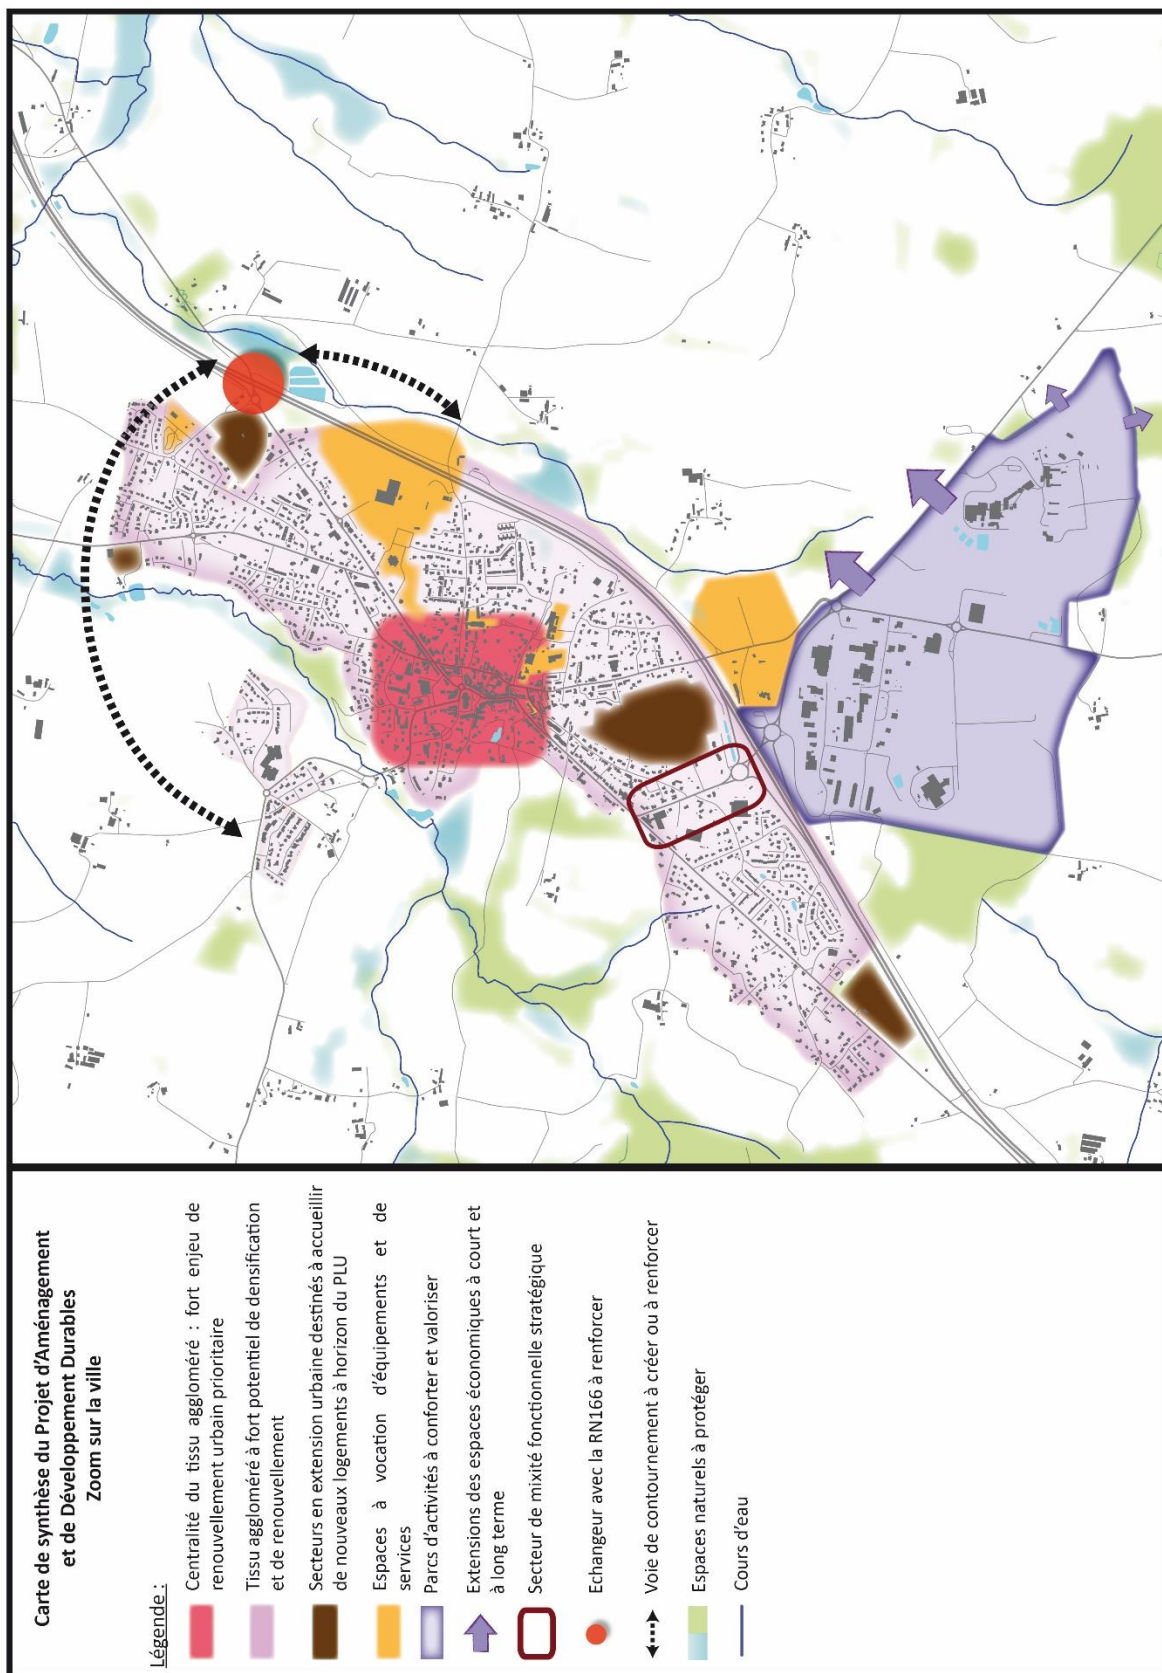 Carte de synthèse du Projet d'Aménagement
et de Développement Durables
Zoom sur la ville
Légende :
Centralité du tissu aggloméré : fort enjeu de
renouvellement urbain prioritaire
Tissu aggloméré à fort potentiel de densification
et de renouvellement
Secteurs en extension urbaine destinés à accueillir
de nouveaux logements à horizon du PLU
Espaces à vocation d'équipements et de
services
Parcs d'activités à conforter et valoriser
Extensions des espaces économiques à court et
à long terme
Secteur de mixité fonctionnelle stratégique
Echangeur avec la RN166 à renforcer
Voie de contournement à créer ou à renforcer
Espaces naturels à protéger
Cours d'eau